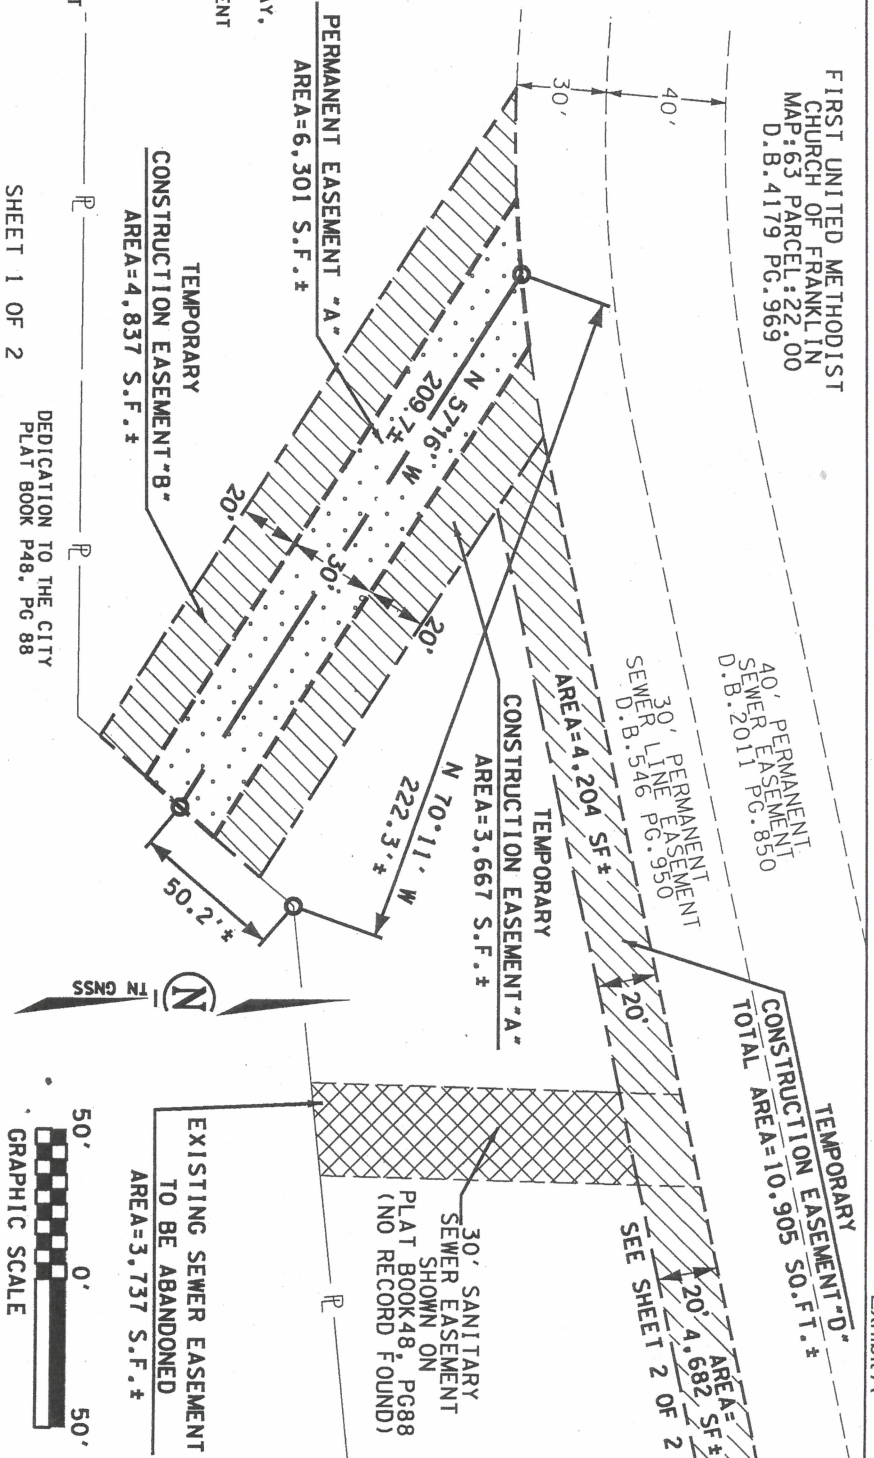 FIRST UNITED METHODIST
CHURCH OF FRANKLIN
MAP:63 PARCEL:22.00
D.B.4179 PG.969
40'
30'
PERMANENT EASEMENT "A"
AREA=6,301 S.F.±
AY,
ENT
TEMPORARY
CONSTRUCTION EASEMENT"B"
AREA=4,837 S.F.±
SHEET 1 OF 2
DEDICATION TO THE CITY
PLAT BOOK P48, PG 88
PL
PL
N 57°16' W
209.7±
20'
30'
20'
40' PERMANENT
SEWER EASEMENT
D.B.2011 PG.850
30' PERMANENT
SEWER LINE EASEMENT
D.B.546 PG.950
AREA=4,204 SF±
TEMPORARY
CONSTRUCTION EASEMENT"A"
AREA=3,667 S.F.±
N 70°11' W
222.3'±
50.2'±
TEMPORARY
CONSTRUCTION EASEMENT"D"
TOTAL AREA=10,905 SQ.FT.±
20'
20'
AREA=
4,682 SF±
SEE SHEET 2 OF 2
30' SANITARY
SEWER EASEMENT
SHOWN ON
PLAT BOOK48, PG88
(NO RECORD FOUND)
PL
EXISTING SEWER EASEMENT
TO BE ABANDONED
AREA=3,737 S.F.±
N
TN GNSS
50' 0' 50'
GRAPHIC SCALE